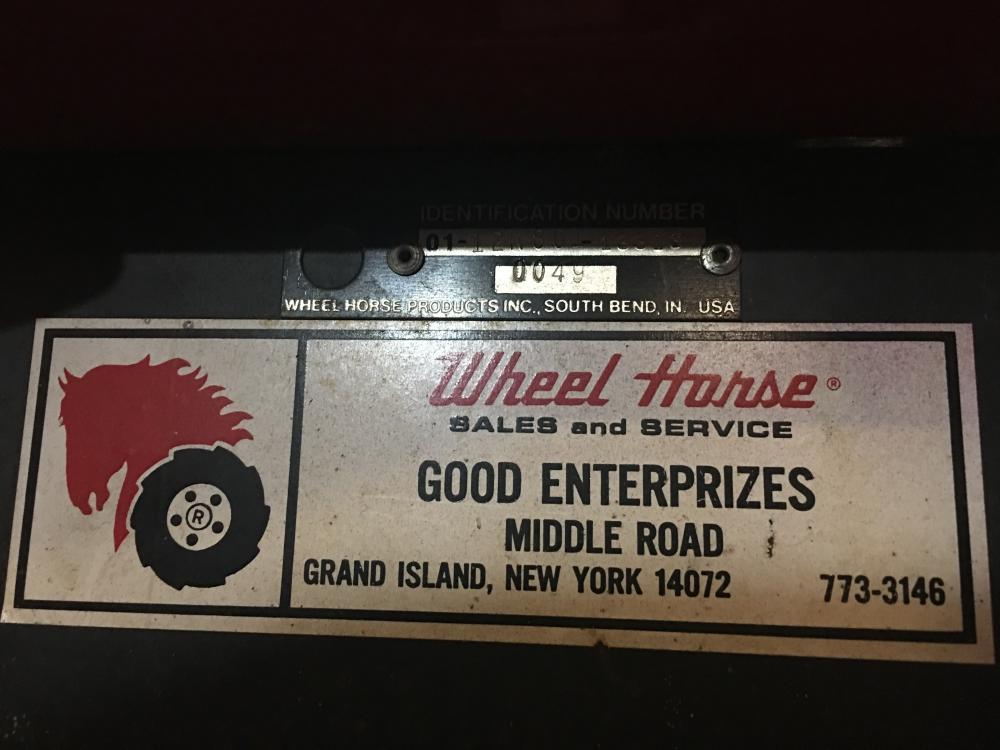 IDENTIFICATION NUMBER
01-
0049
WHEEL HORSE PRODUCTS INC., SOUTH BEND, IN. USA
Wheel Horse®
SALES and SERVICE
GOOD ENTERPRIZES
MIDDLE ROAD
GRAND ISLAND, NEW YORK 14072 773-3146
®